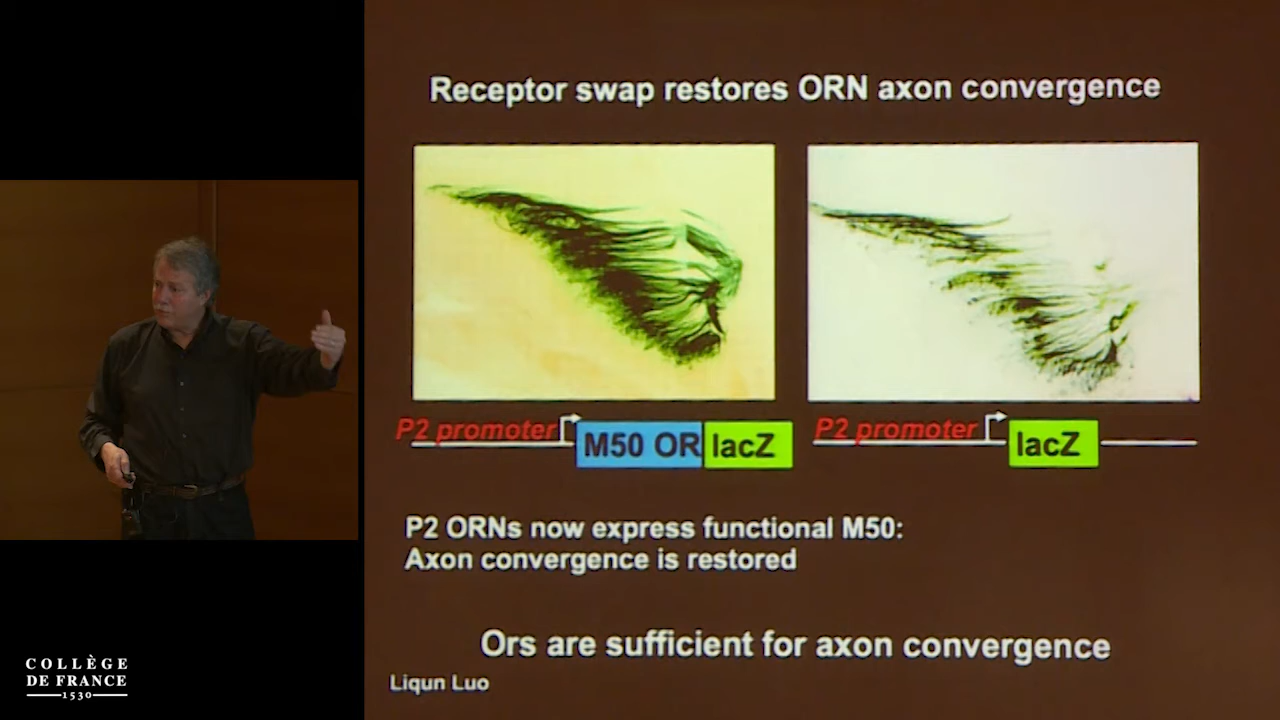 Receptor swap restores ORN axon convergence
P2 promoter
M50 OR
lacZ
P2 promoter
lacZ
P2 ORNs now express functional M50:
Axon convergence is restored
Ors are sufficient for axon convergence
Liqun Luo
COLLÈGE
DE FRANCE
1530